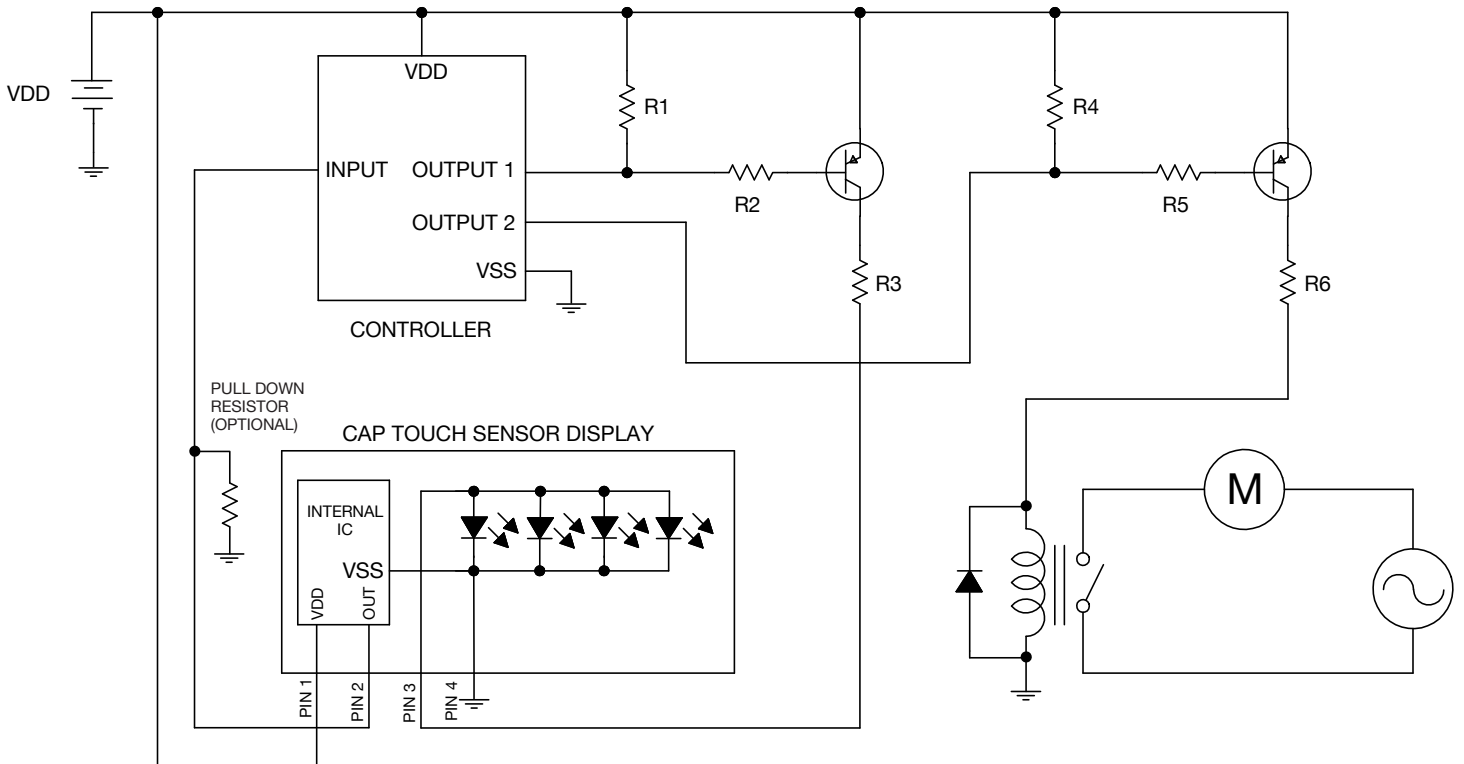 VDD
VDD
INPUT
OUTPUT 1
OUTPUT 2
VSS
CONTROLLER
R1
R2
R3
R4
R5
R6
PULL DOWN
RESISTOR
(OPTIONAL)
CAP TOUCH SENSOR DISPLAY
INTERNAL
IC
VSS
VDD
OUT
PIN 1
PIN 2
PIN 3
PIN 4
M